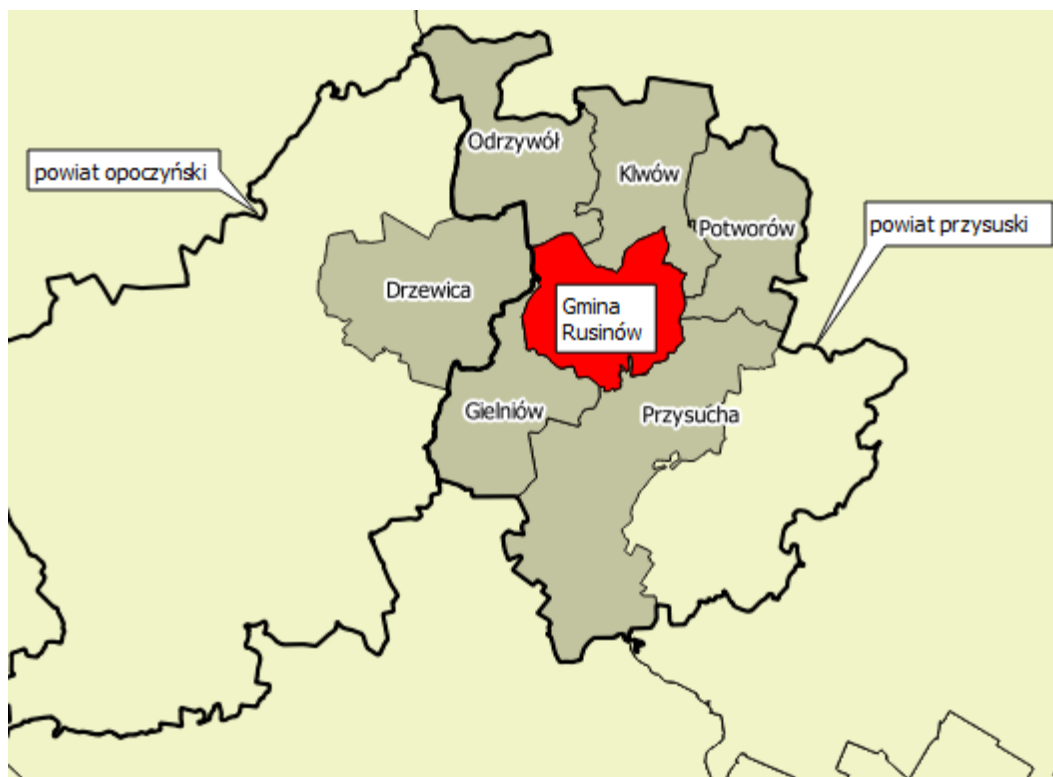 Odrzywół
powiat opoczyński
Klwów
Potworów
powiat przysuski
Drzewica
Gmina
Rusinów
Gielniów
Przysucha